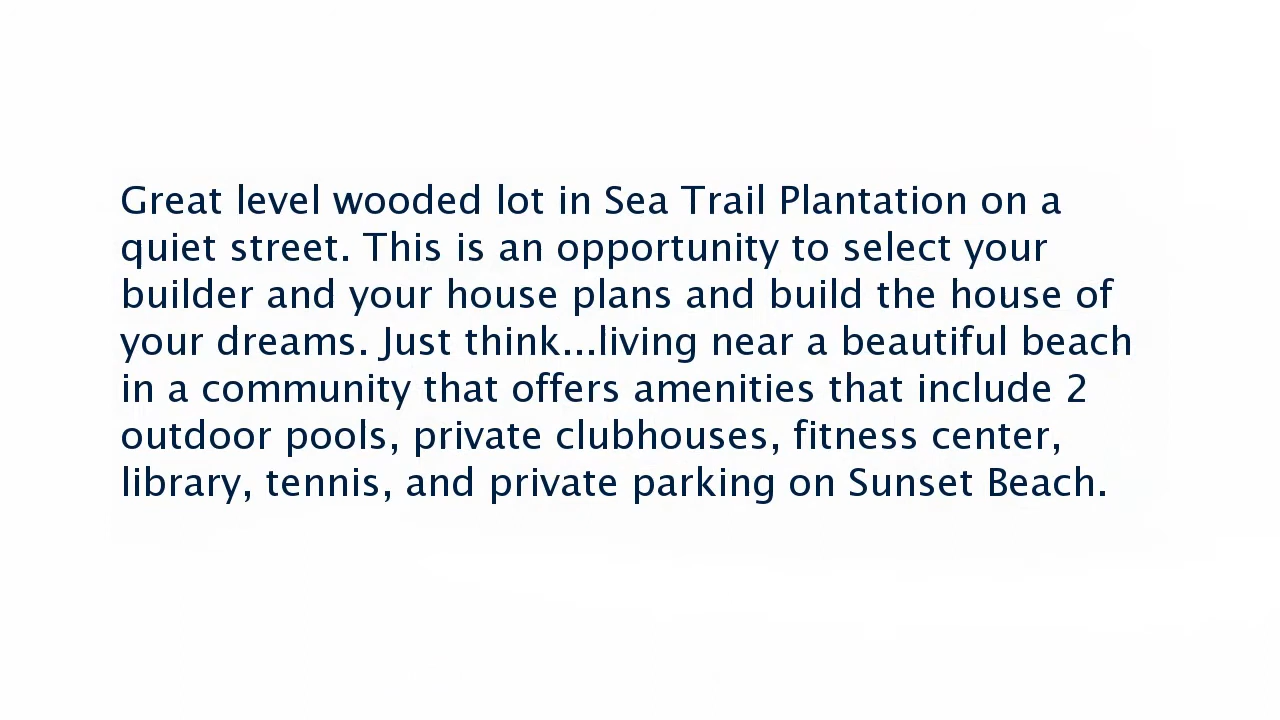 Great level wooded lot in Sea Trail Plantation on a
quiet street. This is an opportunity to select your
builder and your house plans and build the house of
your dreams. Just think...living near a beautiful beach
in a community that offers amenities that include 2
outdoor pools, private clubhouses, fitness center,
library, tennis, and private parking on Sunset Beach.